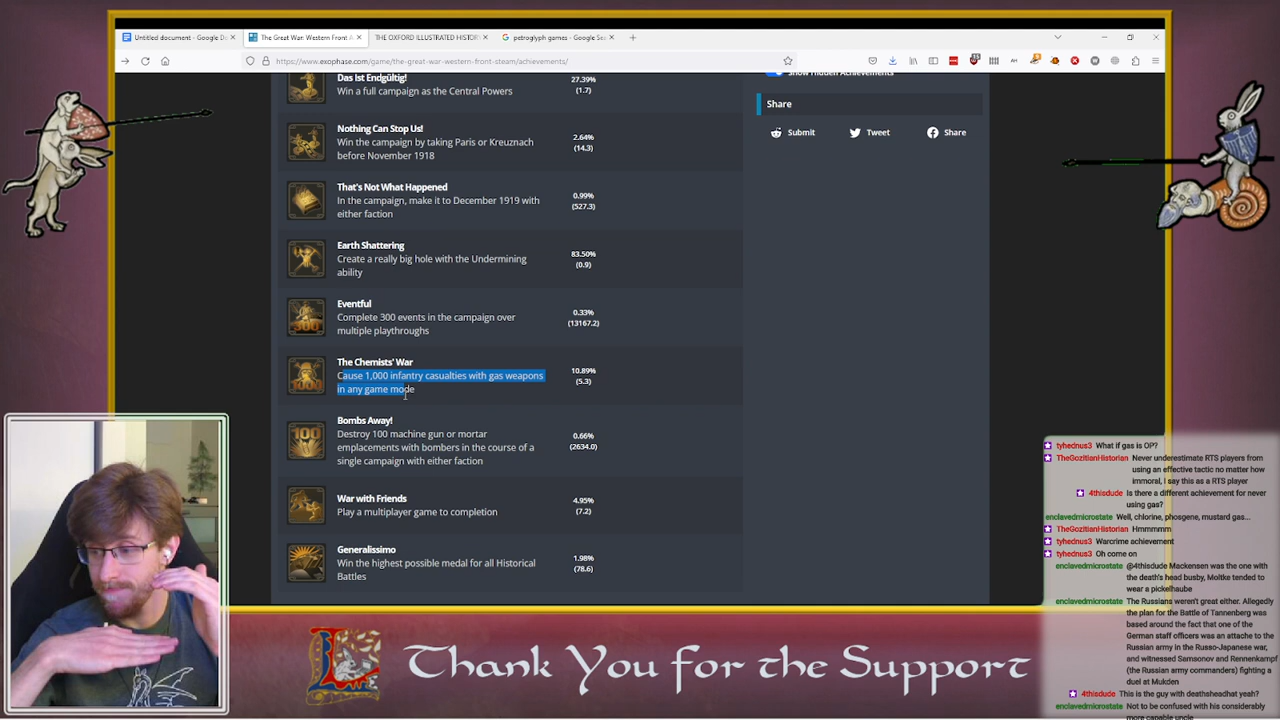 Untitled document - Google Do
The Great War: Western Front A
THE OXFORD ILLUSTRATED HISTOR
petroglyph games - Google Sea
https://www.exophase.com/game/the-great-war-western-front-steam/achievements/
Das Ist Endgültig!
Win a full campaign as the Central Powers
27.39%
(1.7)
Nothing Can Stop Us!
Win the campaign by taking Paris or Kreuznach
before November 1918
2.64%
(14.3)
That's Not What Happened
In the campaign, make it to December 1919 with
either faction
0.99%
(527.3)
Earth Shattering
Create a really big hole with the Undermining
ability
83.50%
(0.9)
Eventful
Complete 300 events in the campaign over
multiple playthroughs
0.33%
(13167.2)
The Chemists' War
Cause 1,000 infantry casualties with gas weapons
in any game mode
10.89%
(5.3)
Bombs Away!
Destroy 100 machine gun or mortar
emplacements with bombers in the course of a
single campaign with either faction
0.66%
(2634.0)
War with Friends
Play a multiplayer game to completion
4.95%
(7.2)
Generalissimo
Win the highest possible medal for all Historical
Battles
1.98%
(78.6)
Show Hidden Achievements
Share
Submit
Tweet
Share
tyhednus3 What if gas is OP?
TheGozitianHistorian Never underestimate RTS players from
using an effective tactic no matter how
immoral, I say this as a RTS player
4thisdude Is there a different achievement for never
using gas?
enclavedmicrostate Well, chlorine, phosgene, mustard gas...
TheGozitianHistorian Hmmmmm
tyhednus3 Warcrime achievement
tyhednus3 Oh come on
enclavedmicrostate @4thisdude Mackensen was the one with
the death's head busby, Moltke tended to
wear a pickelhaube
enclavedmicrostate The Russians weren't great either. Allegedly
the plan for the Battle of Tannenberg was
based around the fact that one of the
German staff officers was an attache to the
Russian army in the Russo-Japanese war,
and witnessed Samsonov and Rennenkampf
(the Russian army commanders) fighting a
duel at Mukden
4thisdude This is the guy with deathsheadhat yeah?
enclavedmicrostate Not to be confused with his considerably
more capable uncle
Thank You for the Support